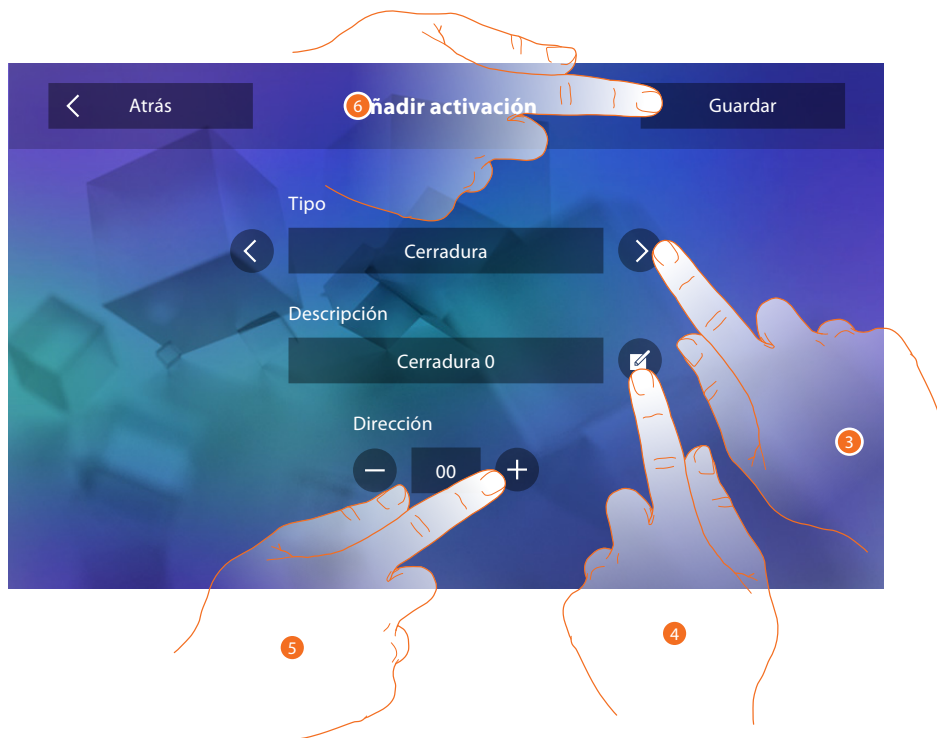 Atrás
6 ñadir activación
Guardar
Tipo
Cerradura
Descripción
Cerradura 0
Dirección
00
3
4
5